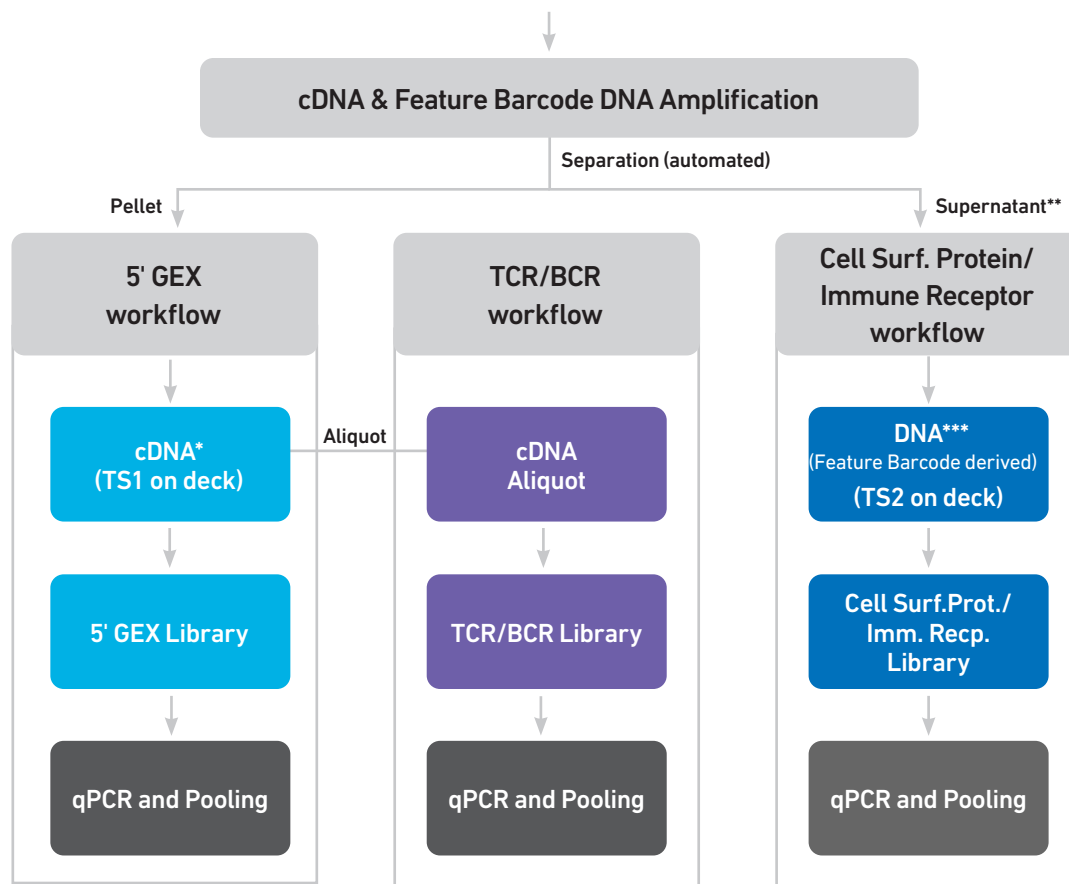 cDNA & Feature Barcode DNA Amplification
Separation (automated)
Pellet
Supernatant**
5' GEX
workflow
TCR/BCR
workflow
Cell Surf. Protein/
Immune Receptor
workflow
cDNA*
(TS1 on deck)
Aliquot
cDNA
Aliquot
DNA***
(Feature Barcode derived)
(TS2 on deck)
5' GEX Library
TCR/BCR Library
Cell Surf.Prot./
Imm. Recp.
Library
qPCR and Pooling
qPCR and Pooling
qPCR and Pooling